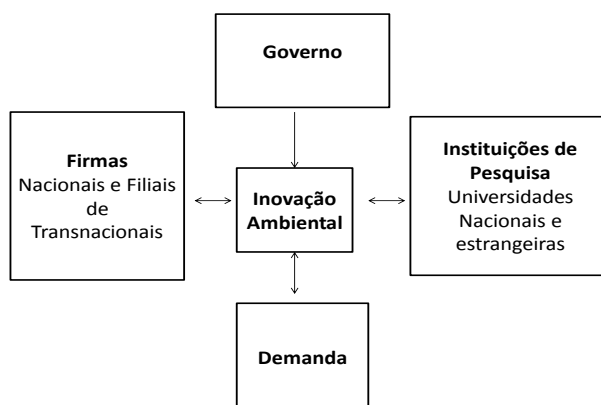 Governo
Firmas
Nacionais e Filiais
de
Transnacionais
Inovação
Ambiental
Instituições de
Pesquisa
Universidades
Nacionais e
estrangeiras
Demanda